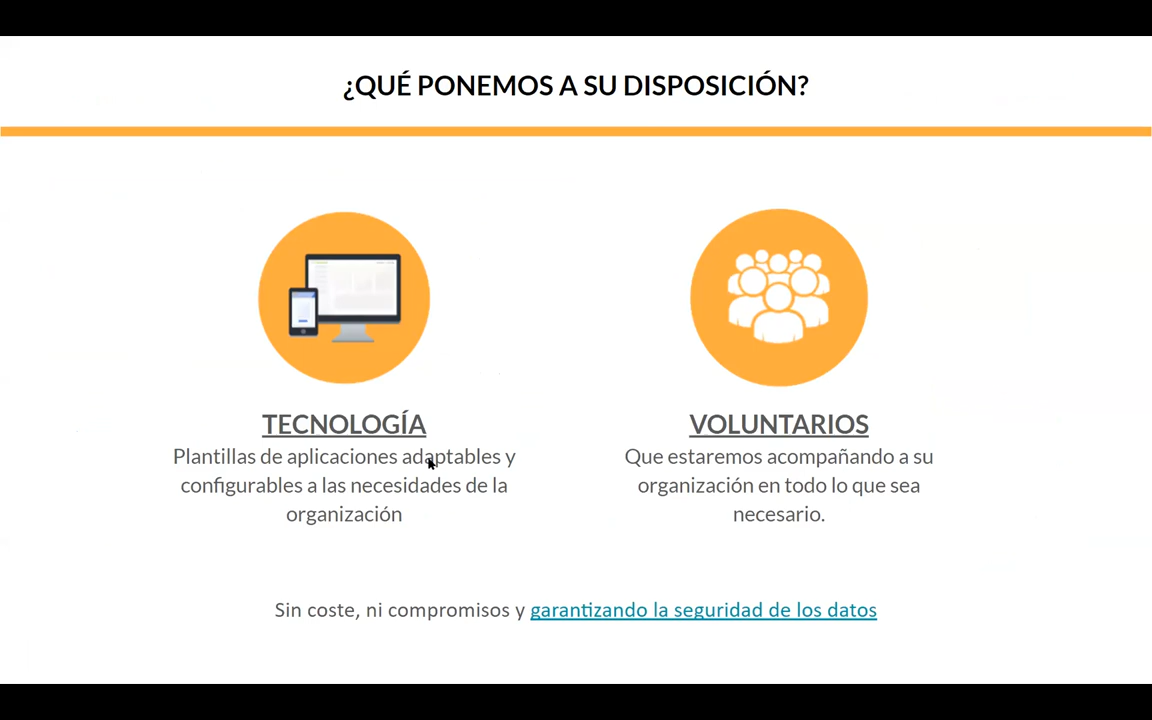 ¿QUÉ PONEMOS A SU DISPOSICIÓN?
TECNOLOGÍA
Plantillas de aplicaciones adaptables y
configurables a las necesidades de la
organización
VOLUNTARIOS
Que estaremos acompañando a su
organización en todo lo que sea
necesario.
Sin coste, ni compromisos y garantizando la seguridad de los datos